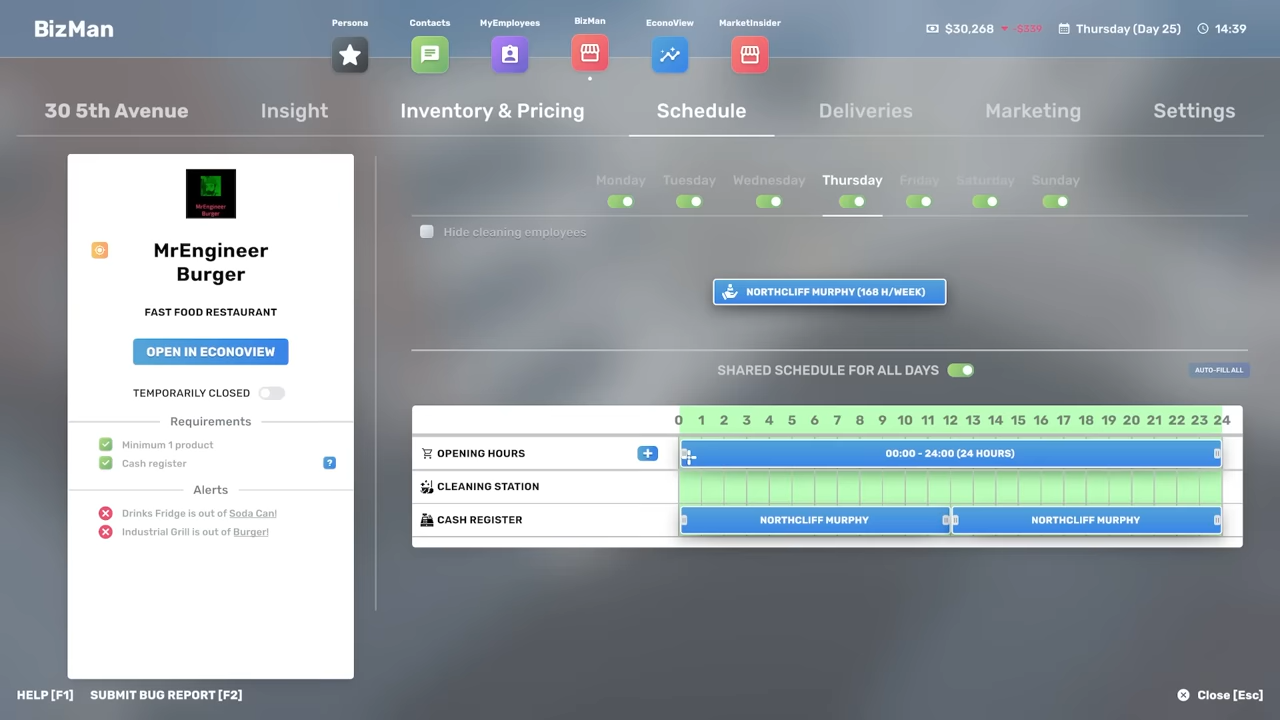 BizMan
Persona
Contacts
MyEmployees
BizMan
EconoView
MarketInsider
$30,268 -$339
Thursday (Day 25)
14:39
30 5th Avenue
Insight
Inventory & Pricing
Schedule
Deliveries
Marketing
Settings
MrEngineer
Burger
MrEngineer
Burger
FAST FOOD RESTAURANT
OPEN IN ECONOVIEW
TEMPORARILY CLOSED
Requirements
Minimum 1 product
Cash register
?
Alerts
Drinks Fridge is out of Soda Can!
Industrial Grill is out of Burger!
Monday Tuesday Wednesday Thursday Friday Saturday Sunday
Hide cleaning employees
NORTHCLIFF MURPHY (168 H/WEEK)
SHARED SCHEDULE FOR ALL DAYS
AUTO-FILL ALL
0 1 2 3 4 5 6 7 8 9 10 11 12 13 14 15 16 17 18 19 20 21 22 23 24
OPENING HOURS + 00:00 - 24:00 (24 HOURS)
CLEANING STATION
CASH REGISTER NORTHCLIFF MURPHY NORTHCLIFF MURPHY
HELP [F1] SUBMIT BUG REPORT [F2]
Close [Esc]